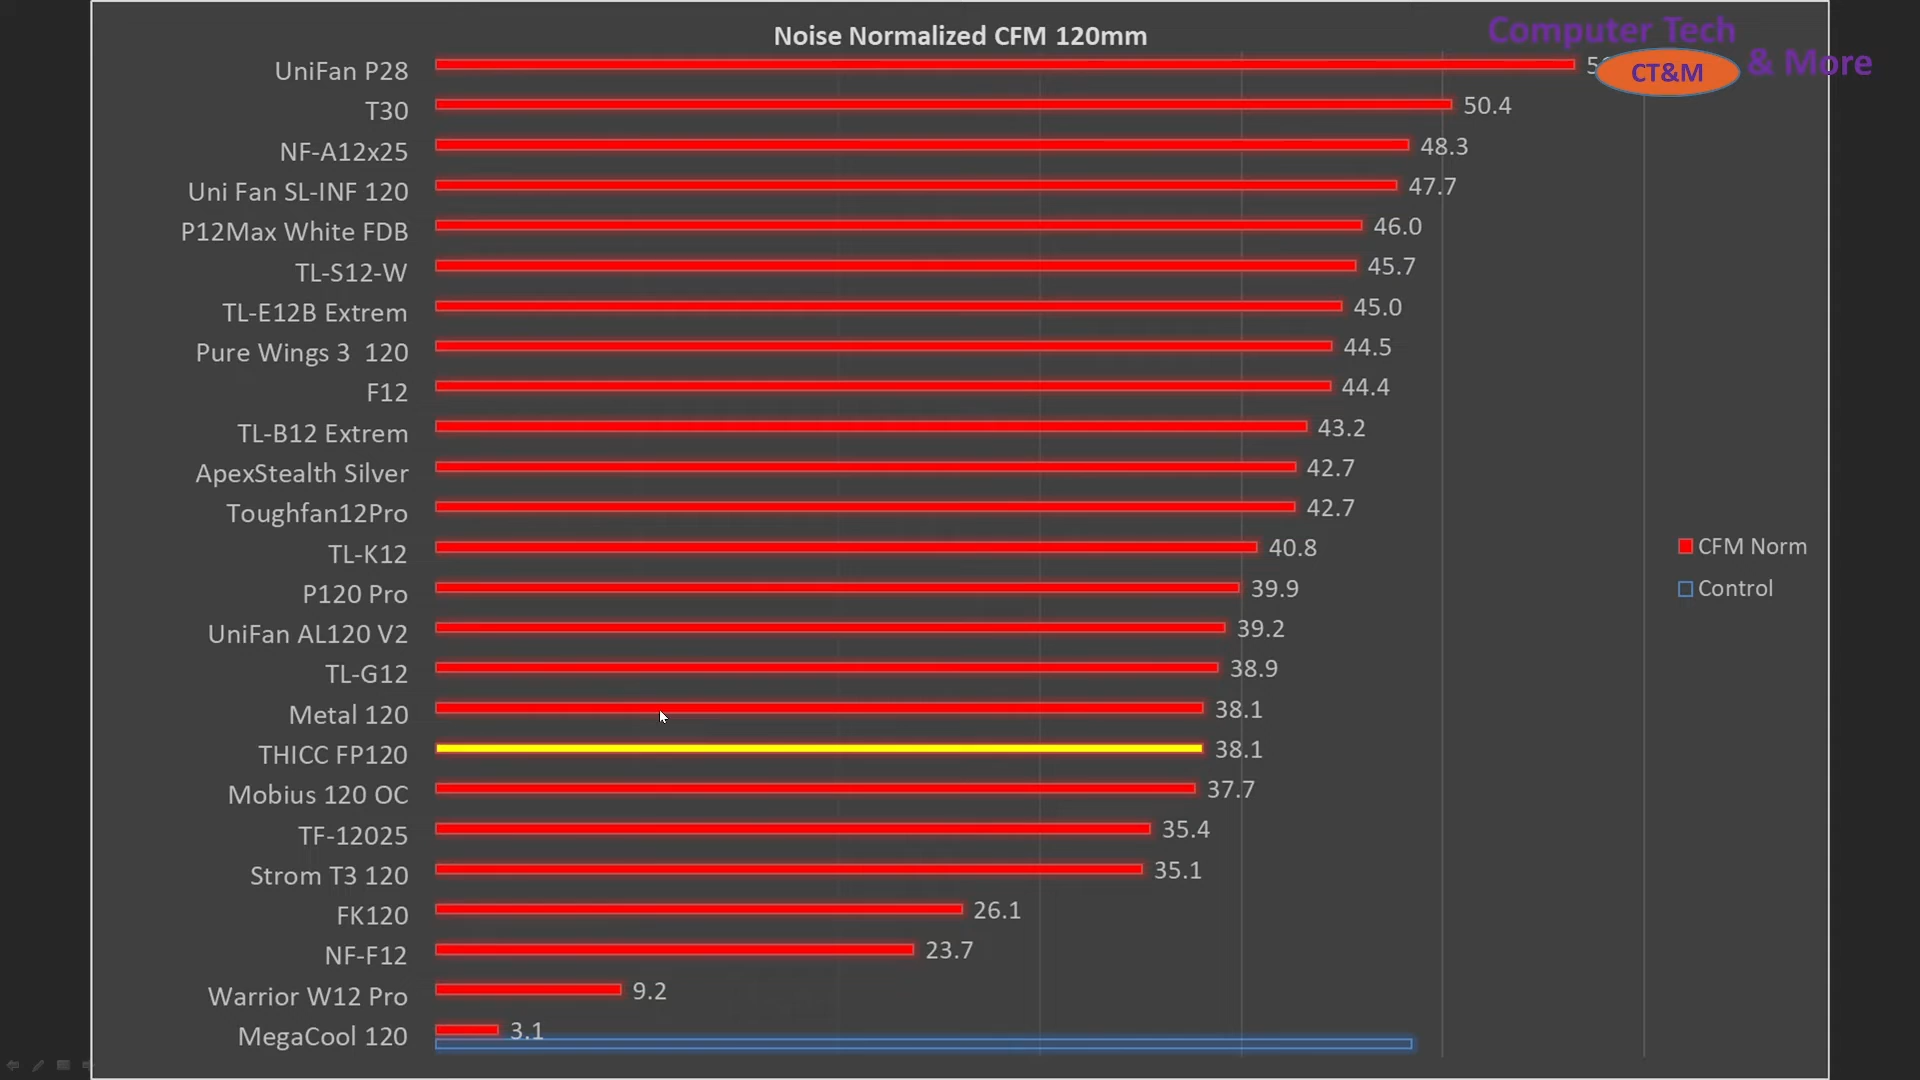 Noise Normalized CFM 120mm
Computer Tech
CT&M
& More
UniFan P28
T30 50.4
NF-A12x25 48.3
Uni Fan SL-INF 120 47.7
P12Max White FDB 46.0
TL-S12-W 45.7
TL-E12B Extrem 45.0
Pure Wings 3  120 44.5
F12 44.4
TL-B12 Extrem 43.2
ApexStealth Silver 42.7
Toughfan12Pro 42.7
TL-K12 40.8
P120 Pro 39.9
UniFan AL120 V2 39.2
TL-G12 38.9
Metal 120 38.1
THICC FP120 38.1
Mobius 120 OC 37.7
TF-12025 35.4
Strom T3 120 35.1
FK120 26.1
NF-F12 23.7
Warrior W12 Pro 9.2
MegaCool 120 3.1
CFM Norm
Control